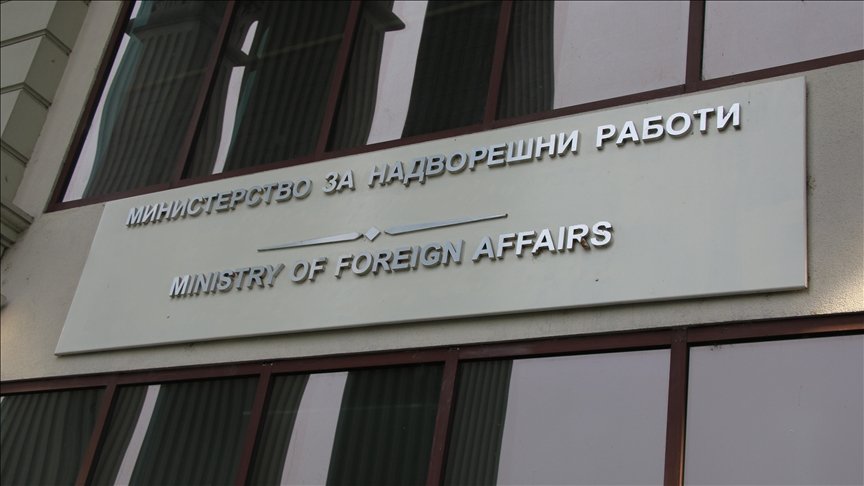 МИНИСТЕРСТВО ЗА НАДВОРЕШНИ РАБОТИ
MINISTRY OF FOREIGN AFFAIRS